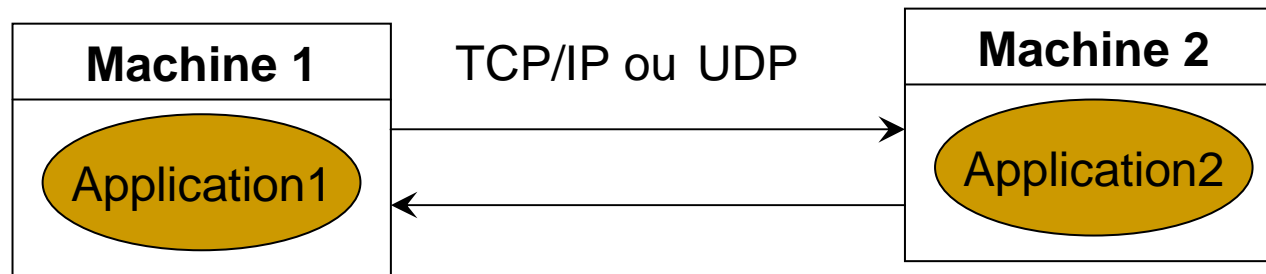 Machine 1
TCP/IP ou UDP
Machine 2
Application1
Application2